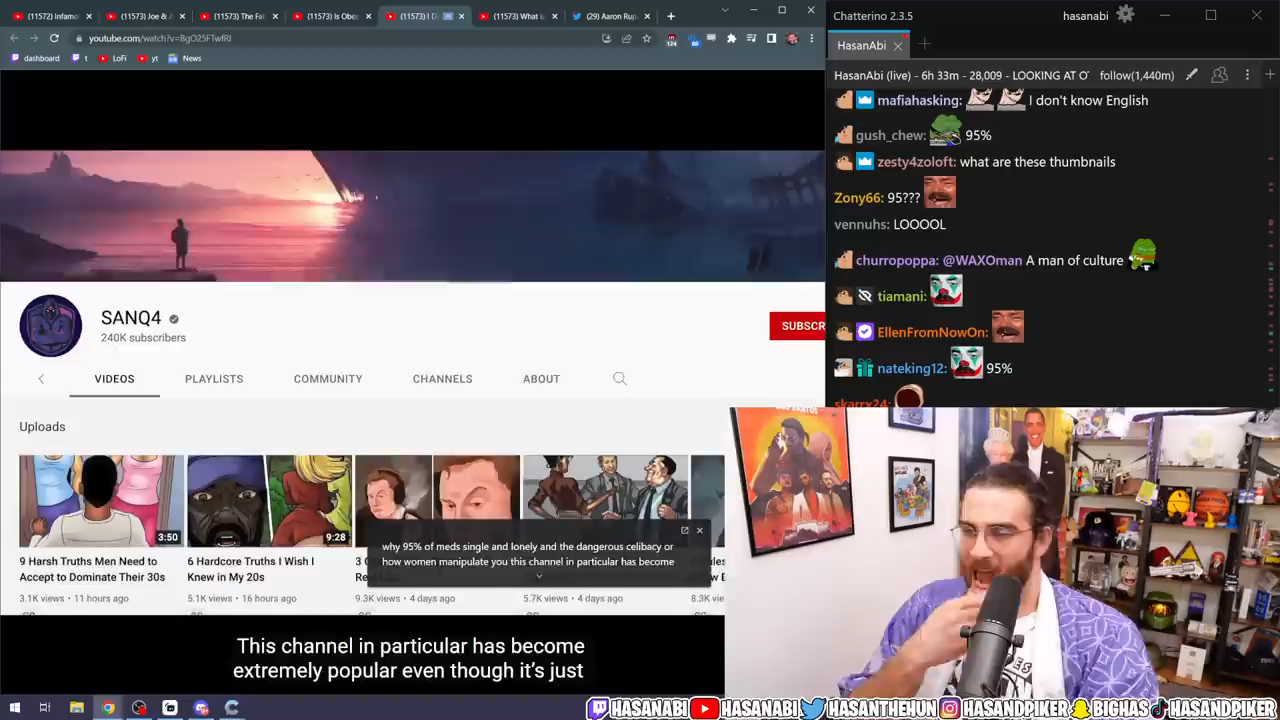 (11572) Infamo
(11573) Joe & A
(11573) The Fat
(11573) Is Obes
(11573) I D
(11573) What i
(29) Aaron Rup
youtube.com/watch?v=BgO25FTwfRI
124
80
dashboard
t
LoFi
yt
News
SANQ4
240K subscribers
SUBSCR
VIDEOS
PLAYLISTS
COMMUNITY
CHANNELS
ABOUT
Uploads
3:50
9:28
9 Harsh Truths Men Need to
Accept to Dominate Their 30s
3.1K views • 11 hours ago
6 Hardcore Truths I Wish I
Knew in My 20s
5.1K views • 16 hours ago
9.3K views • 4 days ago
5.7K views • 4 days ago
8.3K
why 95% of meds single and lonely and the dangerous celibacy or
how women manipulate you this channel in particular has become
This channel in particular has become
extremely popular even though it's just
Chatterino 2.3.5
hasanabi
HasanAbi
HasanAbi (live) - 6h 33m - 28,009 - LOOKING AT O
follow(1,440m)
mafiahasking: I don't know English
gush_chew: 95%
zesty4zoloft: what are these thumbnails
Zony66: 95???
vennuhs: LOOOOL
churropoppa: @WAXOman A man of culture
tiamani:
EllenFromNowOn:
nateking12: 95%
skarrx24:
HASANABI
HASANABI
HASANTHEHUN
HASANDPIKER
BIGHAS
HASANDPIKER